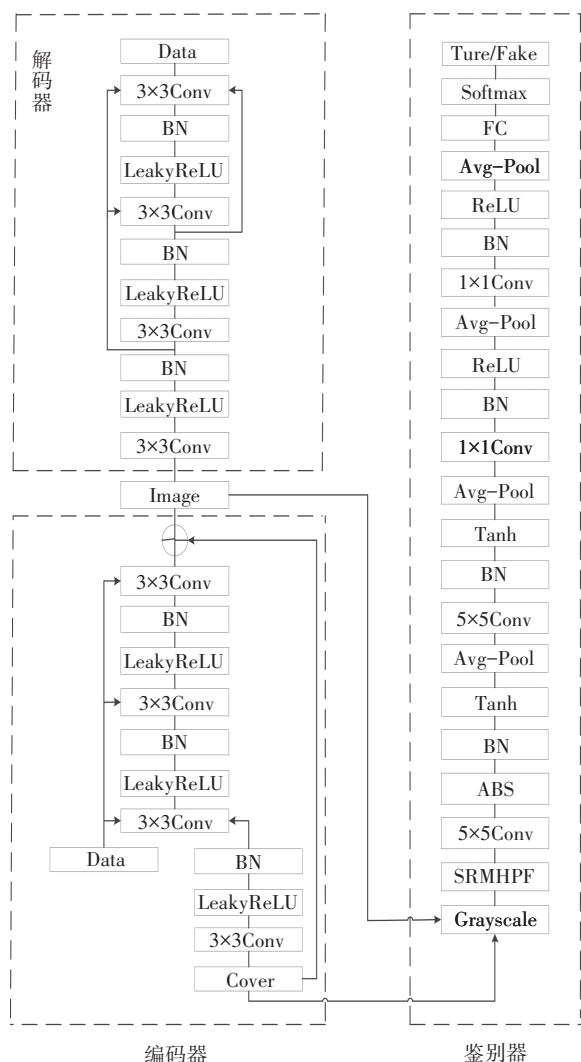 解码器
Data
3×3Conv
BN
LeakyReLU
3×3Conv
BN
LeakyReLU
3×3Conv
BN
LeakyReLU
3×3Conv
Image
3×3Conv
BN
LeakyReLU
3×3Conv
BN
LeakyReLU
3×3Conv
Data
BN
LeakyReLU
3×3Conv
Cover
编码器
Ture/Fake
Softmax
FC
Avg-Pool
ReLU
BN
1×1Conv
Avg-Pool
ReLU
BN
1×1Conv
Avg-Pool
Tanh
BN
5×5Conv
Avg-Pool
Tanh
BN
ABS
5×5Conv
SRMHPF
Grayscale
鉴别器